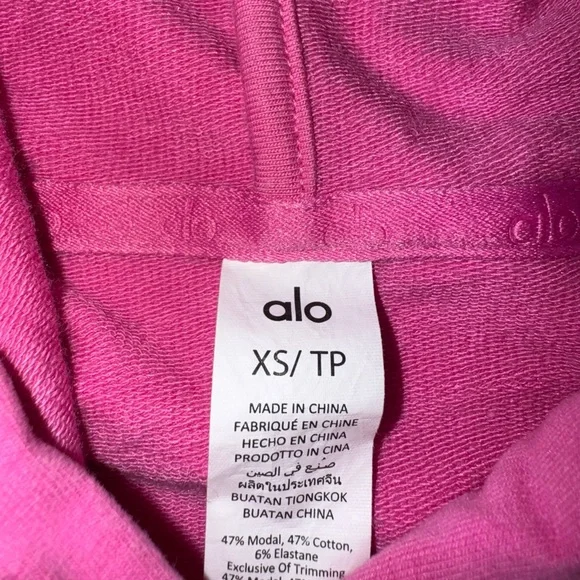 alo
alo
XS/ TP
MADE IN CHINA
FABRIQUÉ EN CHINE
HECHO EN CHINA
PRODOTTO IN CINA
صنع في الصين
ผลิตในประเทศจีน
BUATAN TIONGKOK
BUATAN CHINA
47% Modal, 47% Cotton,
6% Elastane
Exclusive Of Trimming